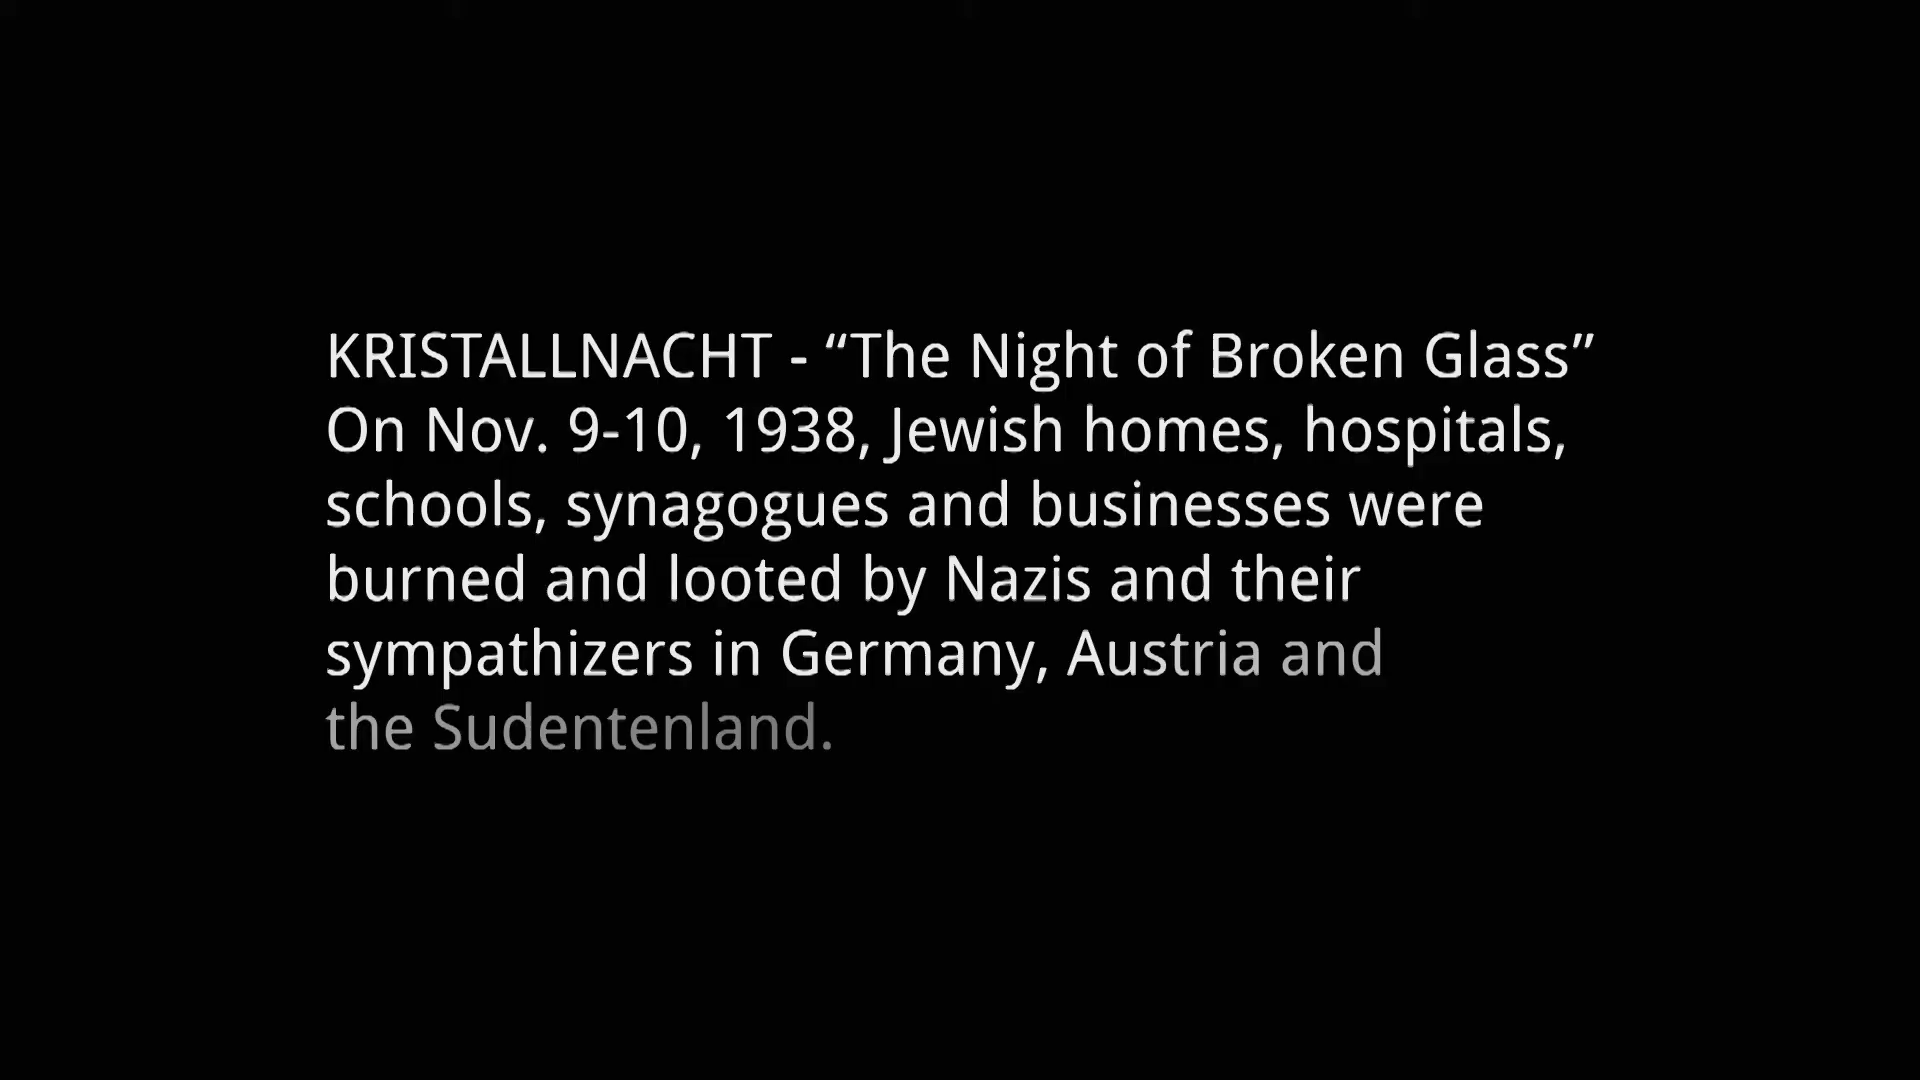 KRISTALLNACHT - “The Night of Broken Glass”
On Nov. 9-10, 1938, Jewish homes, hospitals,
schools, synagogues and businesses were
burned and looted by Nazis and their
sympathizers in Germany, Austria and
the Sudentenland.